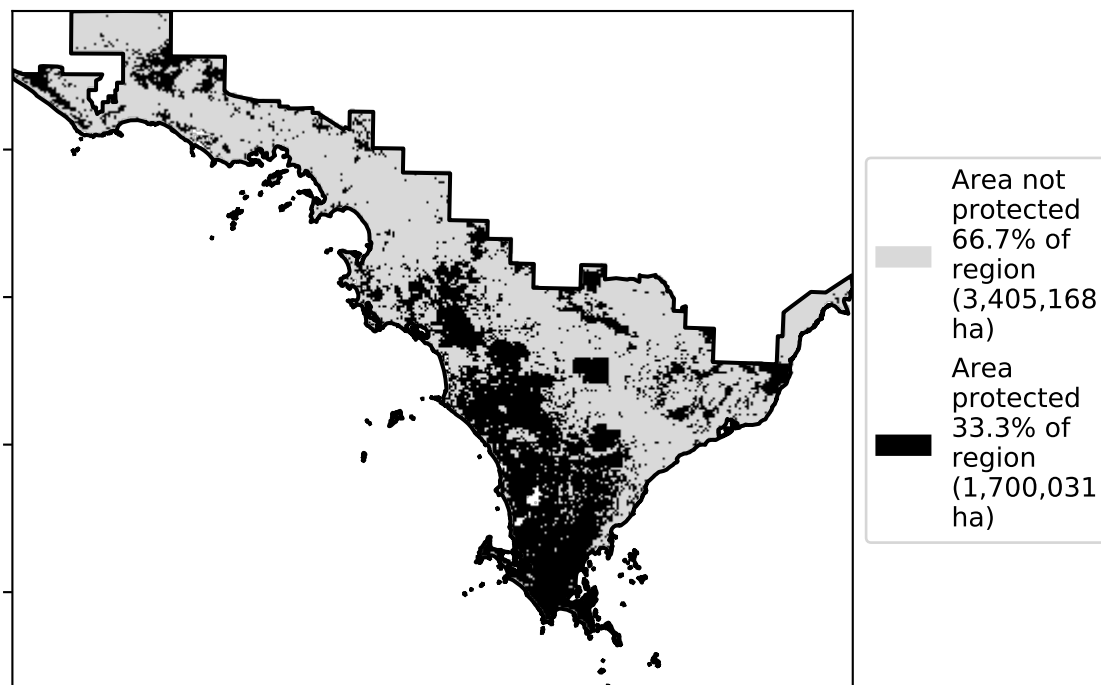 Area not
protected
66.7% of
region
(3,405,168
ha)
Area
protected
33.3% of
region
(1,700,031
ha)